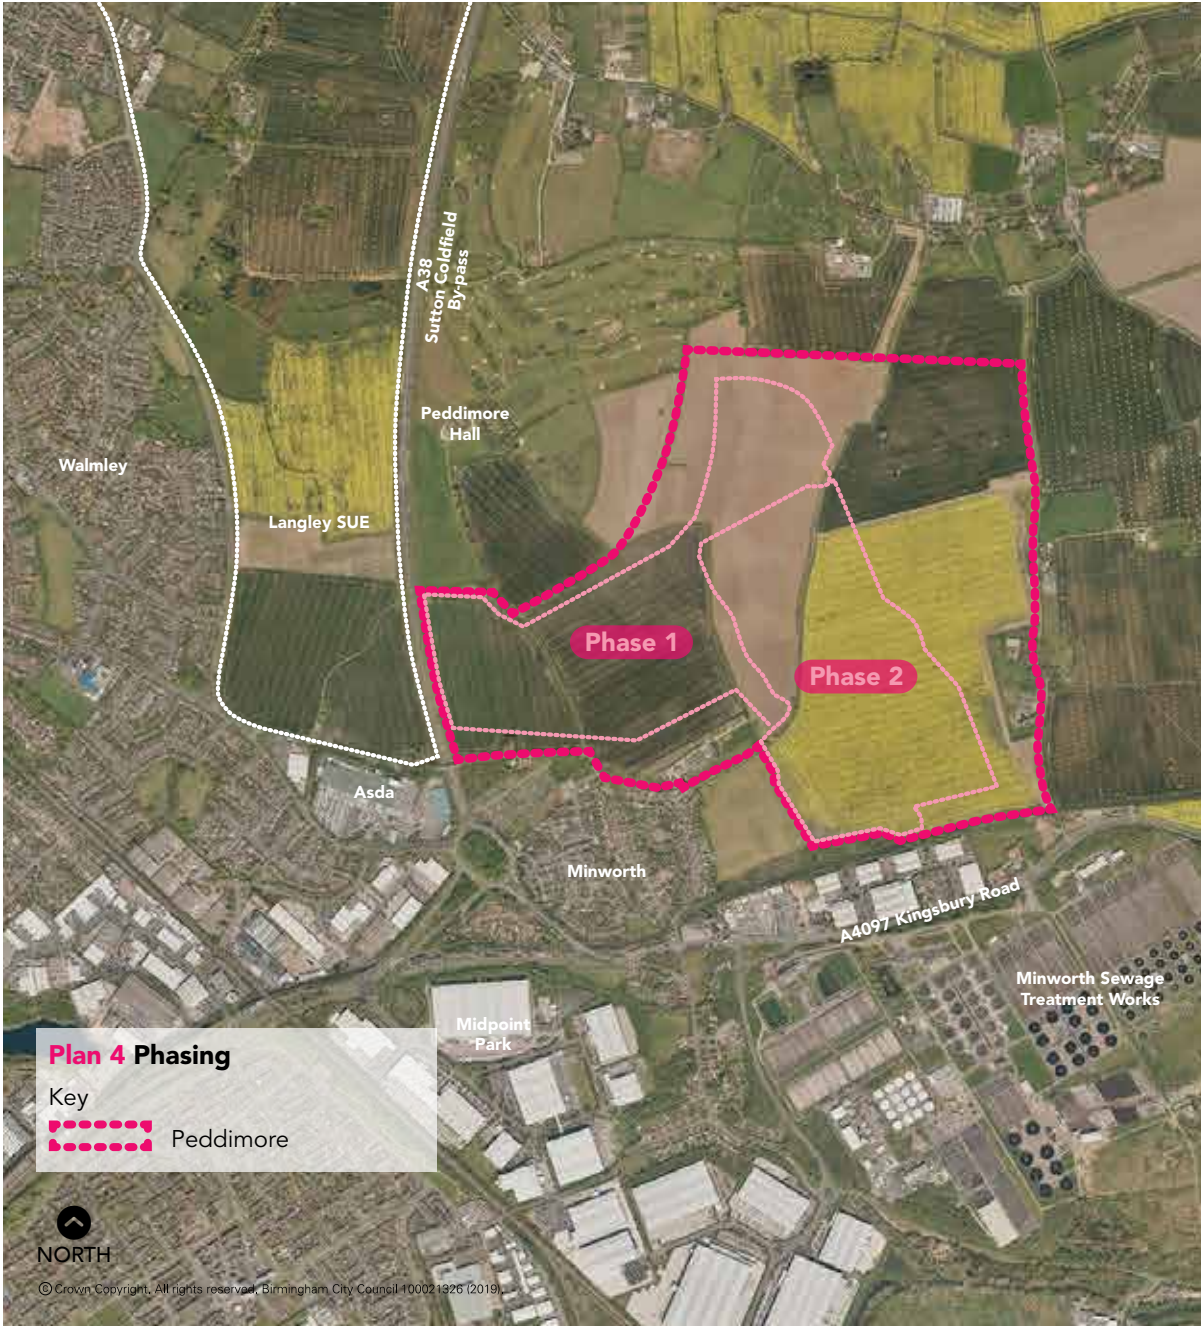 A38
Sutton Coldfield
By-pass
Peddimore
Hall
Walmley
Langley SUE
Phase 1
Phase 2
Asda
Minworth
A4097 Kingsbury Road
Minworth Sewage
Treatment Works
Midpoint
Park
Plan 4 Phasing
Key
Peddimore
NORTH
© Crown Copyright. All rights reserved. Birmingham City Council 100021326 (2019).